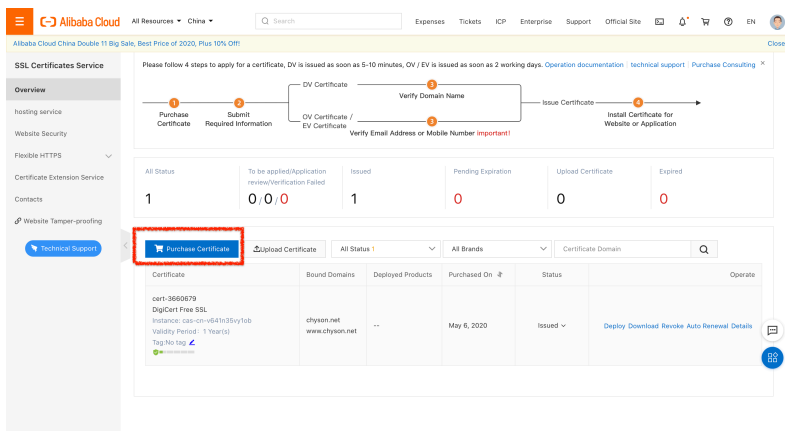 Alibaba Cloud All Resources China Search Expenses Tickets ICP Enterprise Support Official Site EN
Alibaba Cloud China Double 11 Big Sale, Best Price of 2020, Plus 10% Off! Close
SSL Certificates Service
Overview
hosting service
Website Security
Flexible HTTPS
Certificate Extension Service
Contacts
Website Tamper-proofing
Technical Support
Please follow 4 steps to apply for a certificate, DV is issued as soon as 5-10 minutes, OV / EV is issued as soon as 2 working days. Operation documentation | technical support | Purchase Consulting ×
1
Purchase
Certificate
2
Submit
Required Information
DV Certificate
3
Verify Domain Name
OV Certificate /
EV Certificate
3
Verify Email Address or Mobile Number Important!
Issue Certificate
4
Install Certificate for
Website or Application
All Status
1
To be applied/Application
review/Verification Failed
0 / 0 / 0
Issued
1
Pending Expiration
0
Upload Certificate
0
Expired
0
Purchase Certificate Upload Certificate All Status 1 All Brands Certificate Domain
Certificate Bound Domains Deployed Products Purchased On Status Operate
cert-3660679
DigiCert Free SSL
Instance: cas-cn-v641n35vy1ob
Validity Period: 1 Year(s)
Tag:No tag
chyson.net
www.chyson.net
--
May 6, 2020
Issued
Deploy Download Revoke Auto Renewal Details